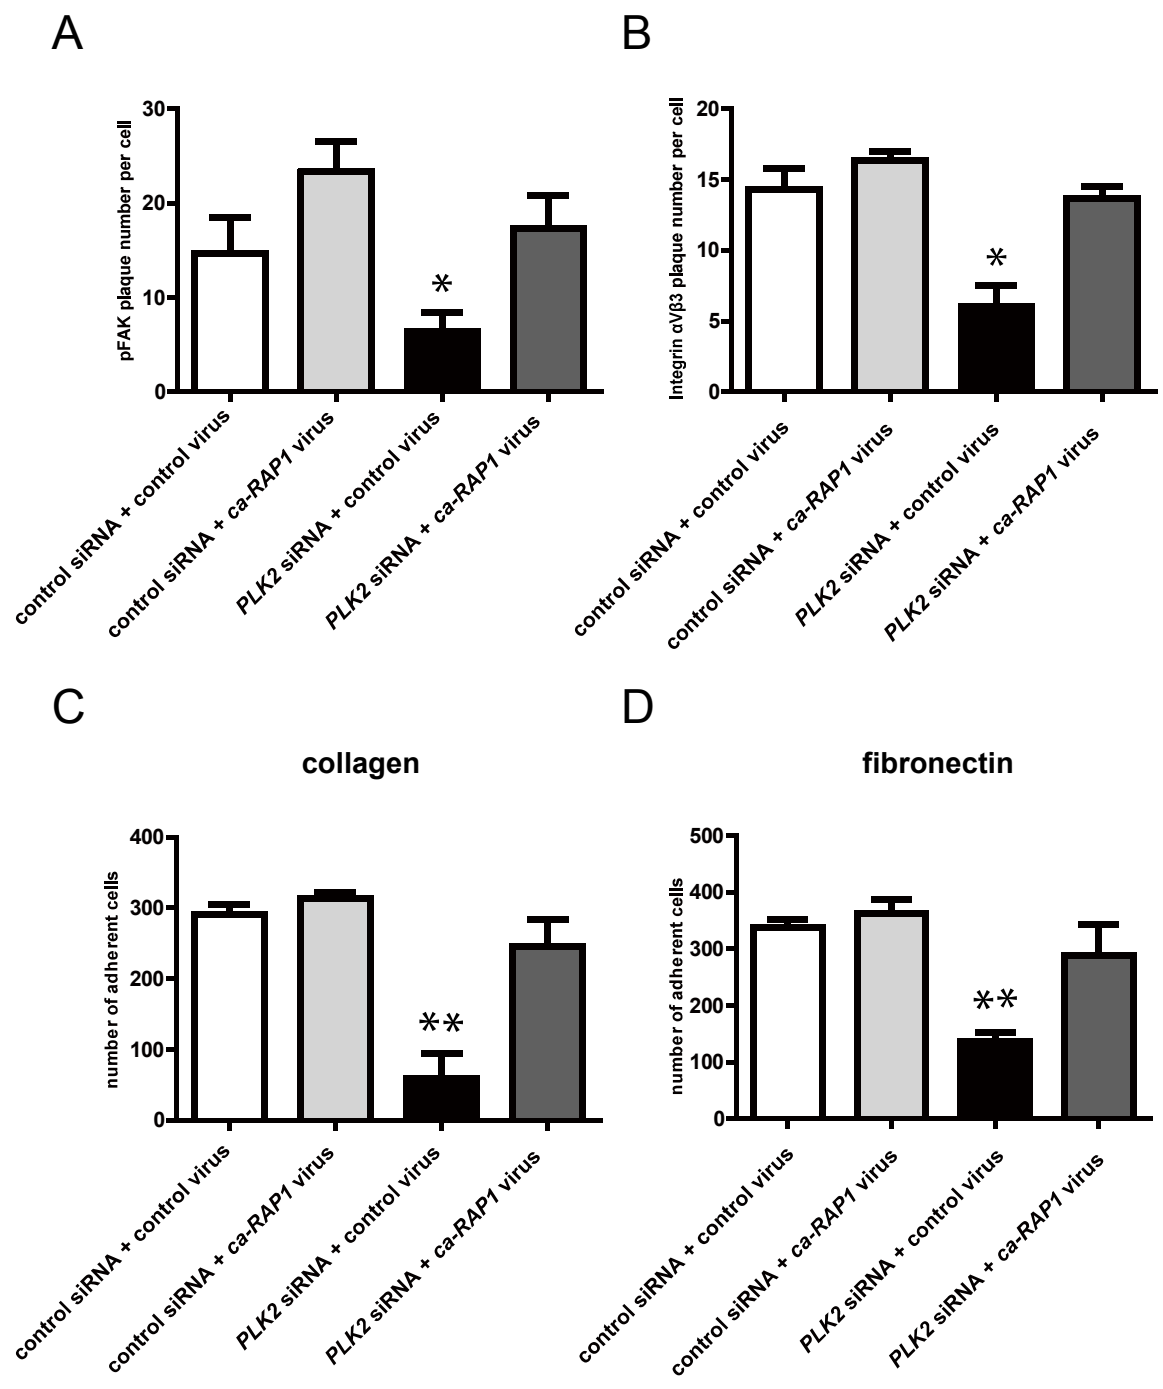 A
pFAK plaque number per cell
30
20
10
0
*
control siRNA + control virus
control siRNA + ca-RAP1 virus
PLK2 siRNA + control virus
PLK2 siRNA + ca-RAP1 virus
B
Integrin αVβ3 plaque number per cell
20
15
10
5
0
*
control siRNA + control virus
control siRNA + ca-RAP1 virus
PLK2 siRNA + control virus
PLK2 siRNA + ca-RAP1 virus
C
collagen
number of adherent cells
400
300
200
100
0
**
control siRNA + control virus
control siRNA + ca-RAP1 virus
PLK2 siRNA + control virus
PLK2 siRNA + ca-RAP1 virus
D
fibronectin
number of adherent cells
500
400
300
200
100
0
**
control siRNA + control virus
control siRNA + ca-RAP1 virus
PLK2 siRNA + control virus
PLK2 siRNA + ca-RAP1 virus